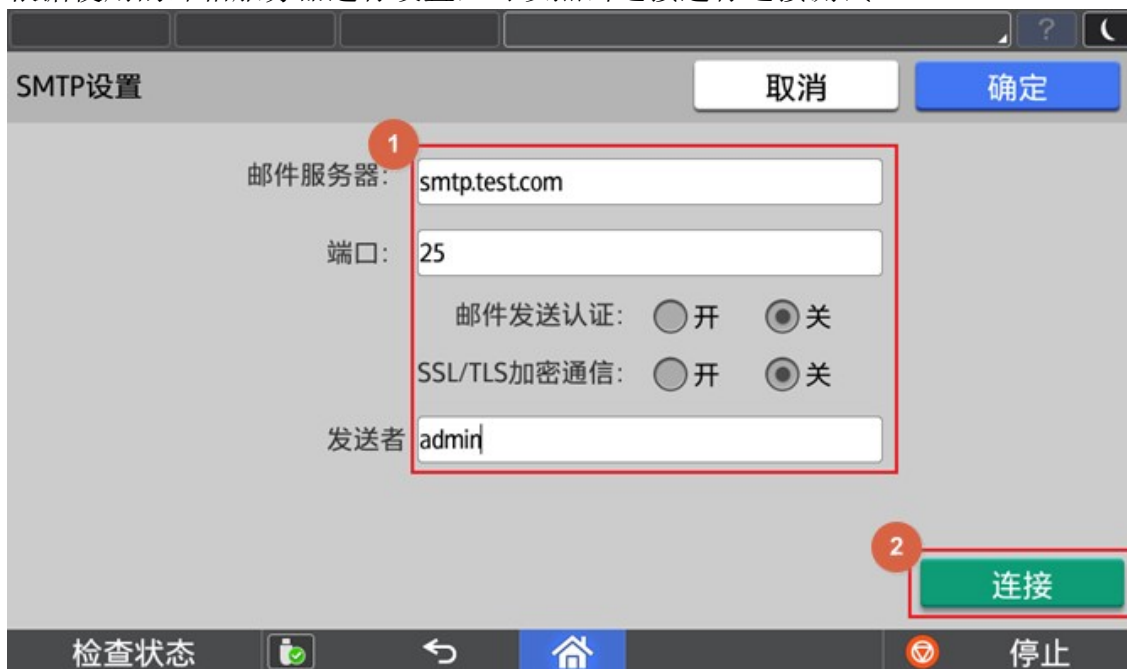 SMTP设置
取消
确定
1
邮件服务器:
smtp.test.com
端口:
25
邮件发送认证: 开 关
SSL/TLS加密通信: 开 关
发送者
admin
2
连接
检查状态
停止
?